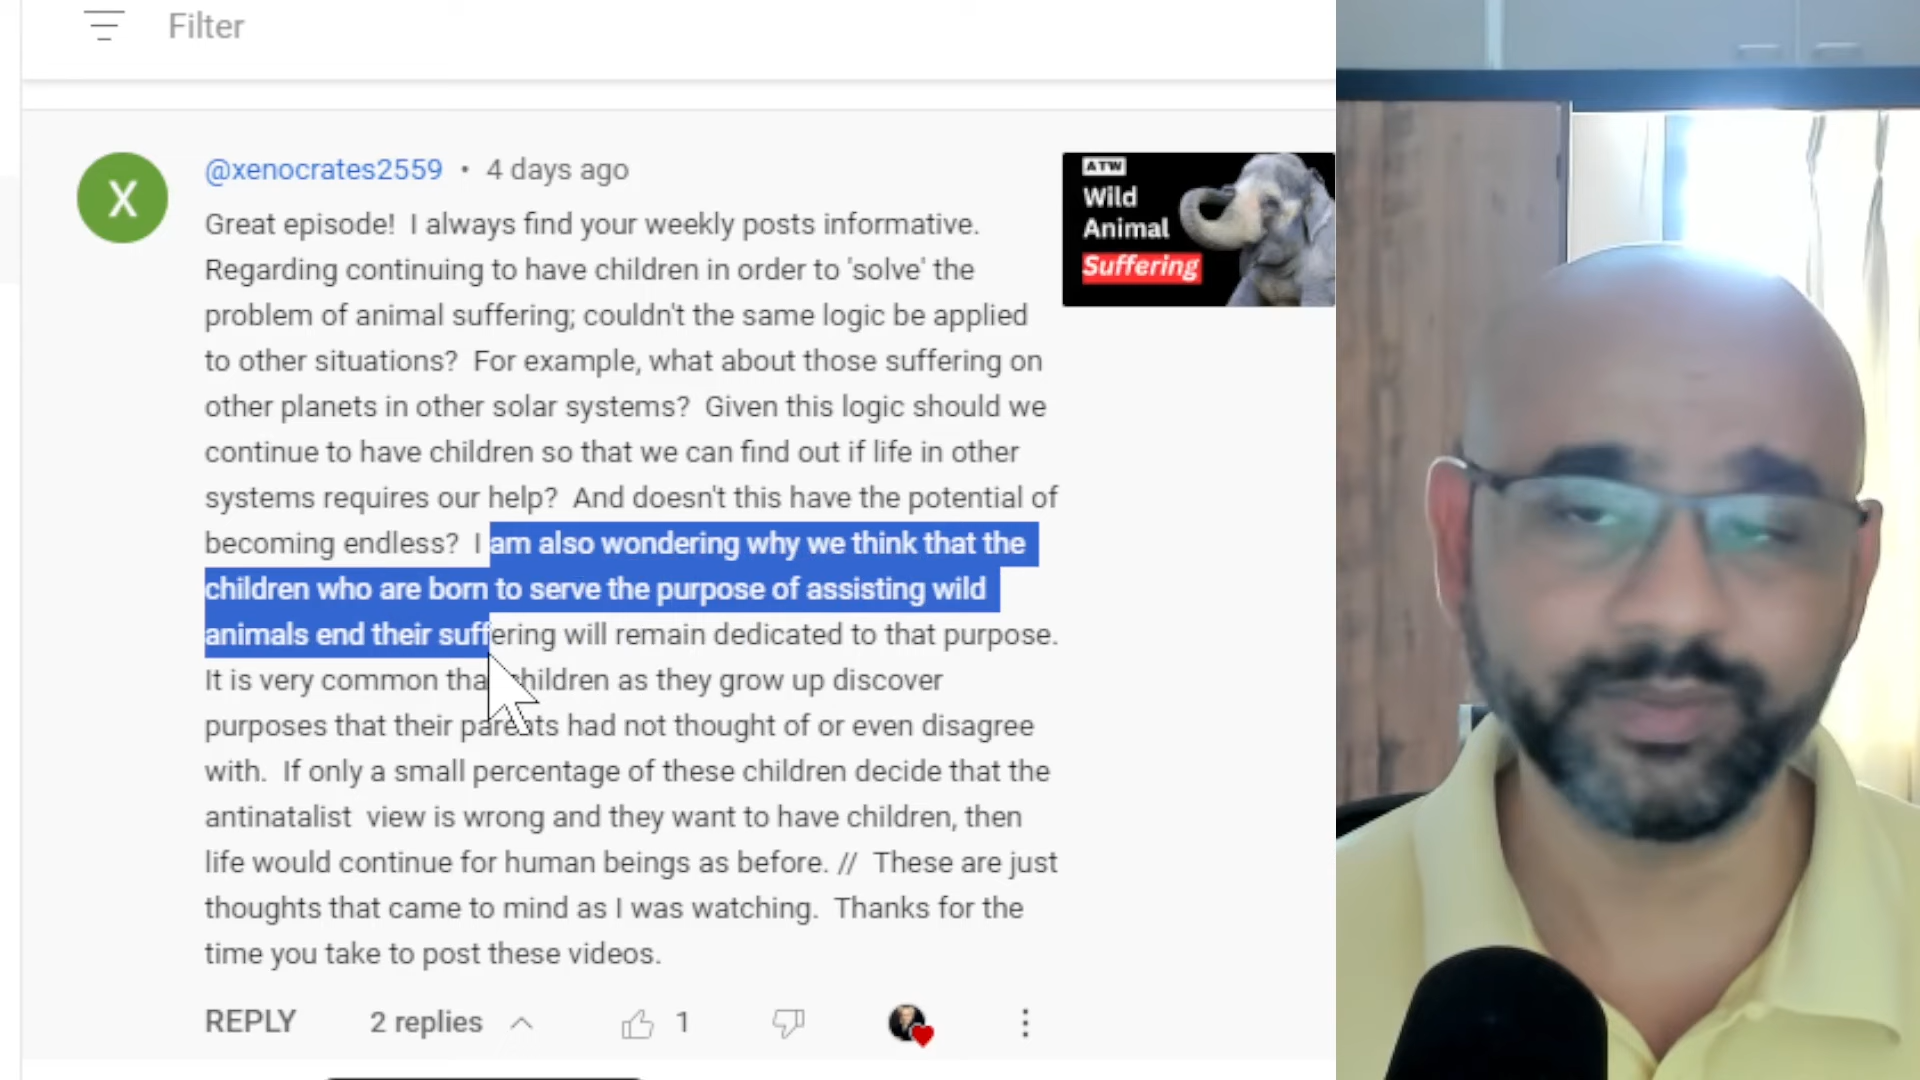 Filter
X
@xenocrates2559 • 4 days ago
Great episode!  I always find your weekly posts informative.
Regarding continuing to have children in order to 'solve' the
problem of animal suffering; couldn't the same logic be applied
to other situations?  For example, what about those suffering on
other planets in other solar systems?  Given this logic should we
continue to have children so that we can find out if life in other
systems requires our help?  And doesn't this have the potential of
becoming endless?  I am also wondering why we think that the
children who are born to serve the purpose of assisting wild
animals end their suffering will remain dedicated to that purpose.
It is very common that children as they grow up discover
purposes that their parents had not thought of or even disagree
with.  If only a small percentage of these children decide that the
antinatalist  view is wrong and they want to have children, then
life would continue for human beings as before. //  These are just
thoughts that came to mind as I was watching.  Thanks for the
time you take to post these videos.
REPLY 2 replies 1
ATW
Wild
Animal
Suffering